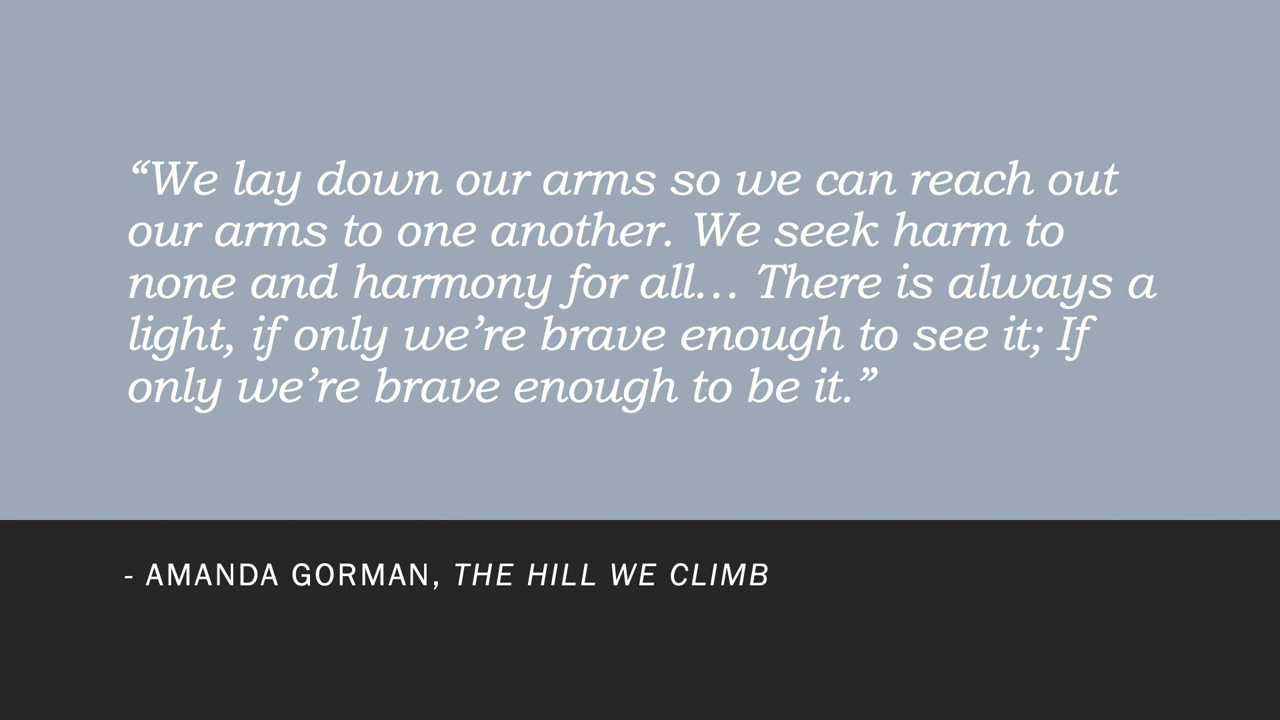 “We lay down our arms so we can reach out
our arms to one another. We seek harm to
none and harmony for all… There is always a
light, if only we’re brave enough to see it; If
only we’re brave enough to be it.”
- AMANDA GORMAN, THE HILL WE CLIMB